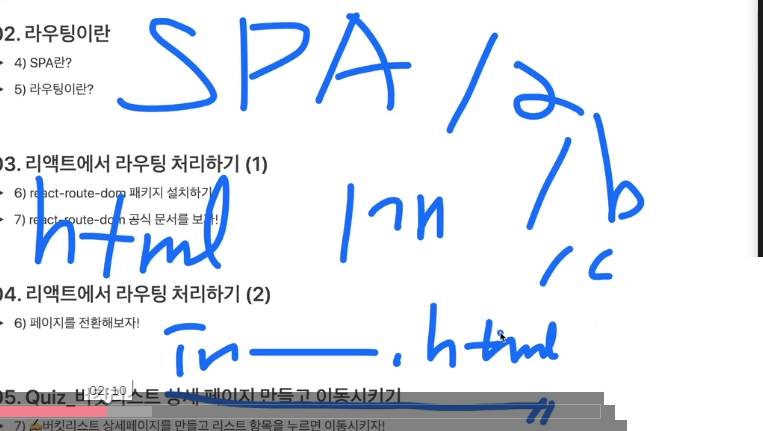 02. 라우팅이란
4) SPA란?
5) 라우팅이란?
SPA /a
/b
/c
03. 리액트에서 라우팅 처리하기 (1)
6) react-route-dom 패키지 설치하기
7) react-route-dom 공식 문서를 보자!
html
04. 리액트에서 라우팅 처리하기 (2)
6) 페이지를 전환해보자!
In — . html
02:10
05. Quiz_버킷리스트 상세 페이지 만들고 이동시키기
7) ✍버킷리스트 상세페이지를 만들고 리스트 항목을 누르면 이동시키자!